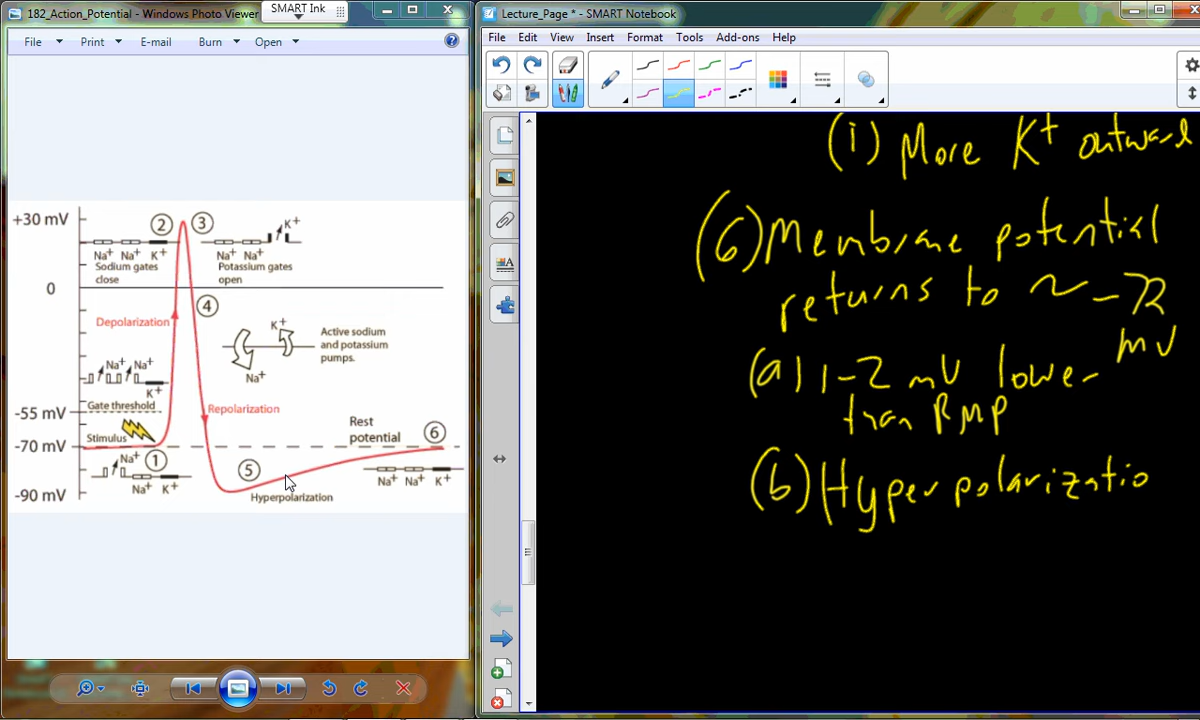 182_Action_Potential - Windows Photo Viewer
SMART Ink
File Print E-mail Burn Open
+30 mV
2
3
K+
Na+ Na+ K+
Sodium gates
close
Na+ Na+
Potassium gates
open
0
Depolarization
4
K+
Na+
Active sodium
and potassium
pumps.
Na+ Na+
K+
Gate threshold
-55 mV
Repolarization
Stimulus
-70 mV
Rest
potential
6
Na+
1
Na+ K+
5
Na+ Na+ K+
-90 mV
Hyperpolarization
Lecture_Page * - SMART Notebook
File Edit View Insert Format Tools Add-ons Help
(i) More K+ outward
(6) Membrane potential
returns to ~ -72
mV
(a) 1-2 mV lower
than RMP
(b) Hyperpolarizatio